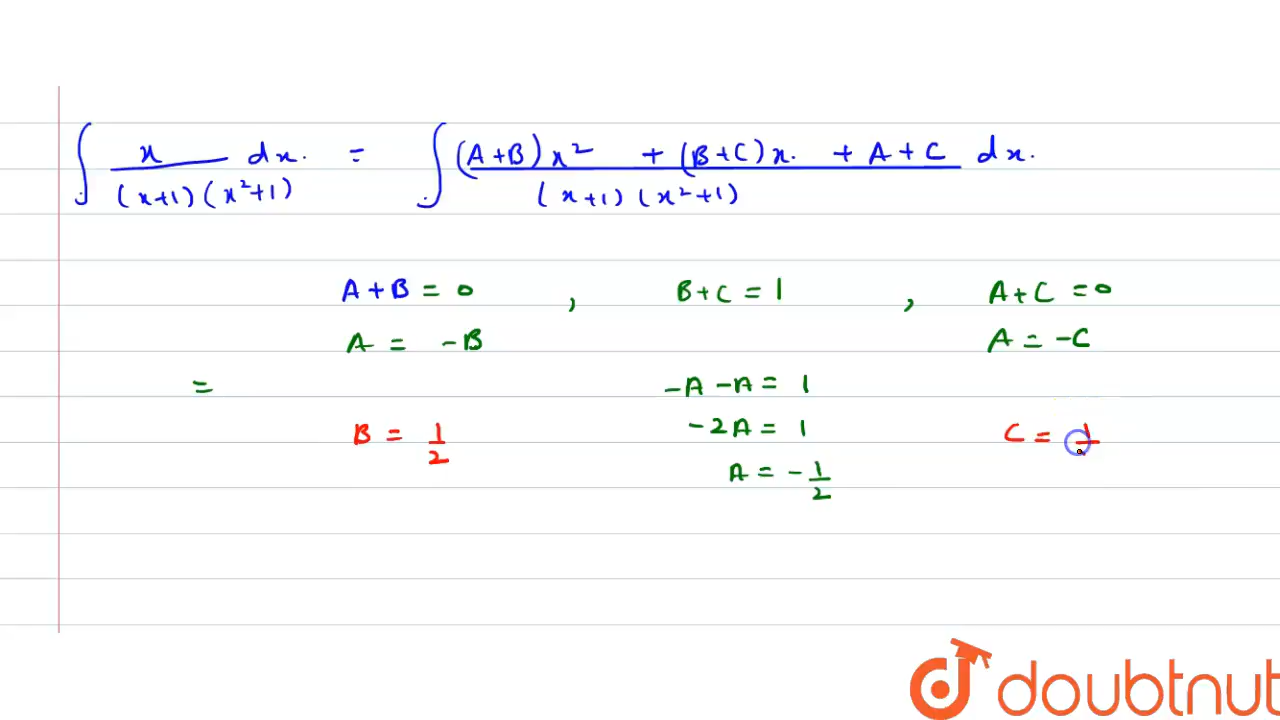 ∫ x / (x+1)(x²+1) dx. = ∫ (A+B)x² + (B+C)x. + A+C / (x+1)(x²+1) dx.
A+B = 0 , B+C = 1 , A+C = 0
A = -B A = -C
= -A -A = 1
B = 1/2 -2A = 1 C = 1/
A = -1/2
doubtnut